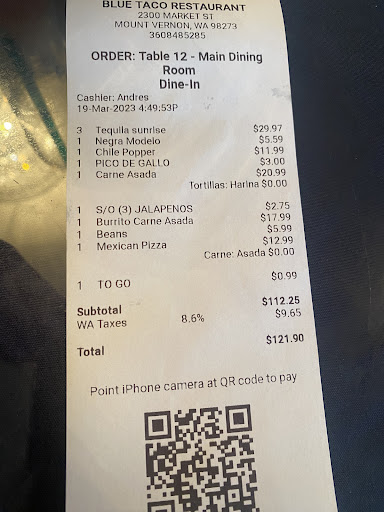 BLUE TACO RESTAURANT
2300 MARKET ST
MOUNT VERNON, WA 98273
3608485285
ORDER: Table 12 - Main Dining
Room
Dine-In
Cashier: Andres
19-Mar-2023 4:49:53P
3 Tequila sunrise $29.97
1 Negra Modelo $5.59
1 Chile Popper $11.99
1 PICO DE GALLO $3.00
1 Carne Asada $20.99
Tortillas: Harina $0.00
1 S/O (3) JALAPENOS $2.75
1 Burrito Carne Asada $17.99
1 Beans $5.99
1 Mexican Pizza $12.99
Carne: Asada $0.00
1 TO GO $0.99
Subtotal $112.25
WA Taxes 8.6% $9.65
Total $121.90
Point iPhone camera at QR code to pay